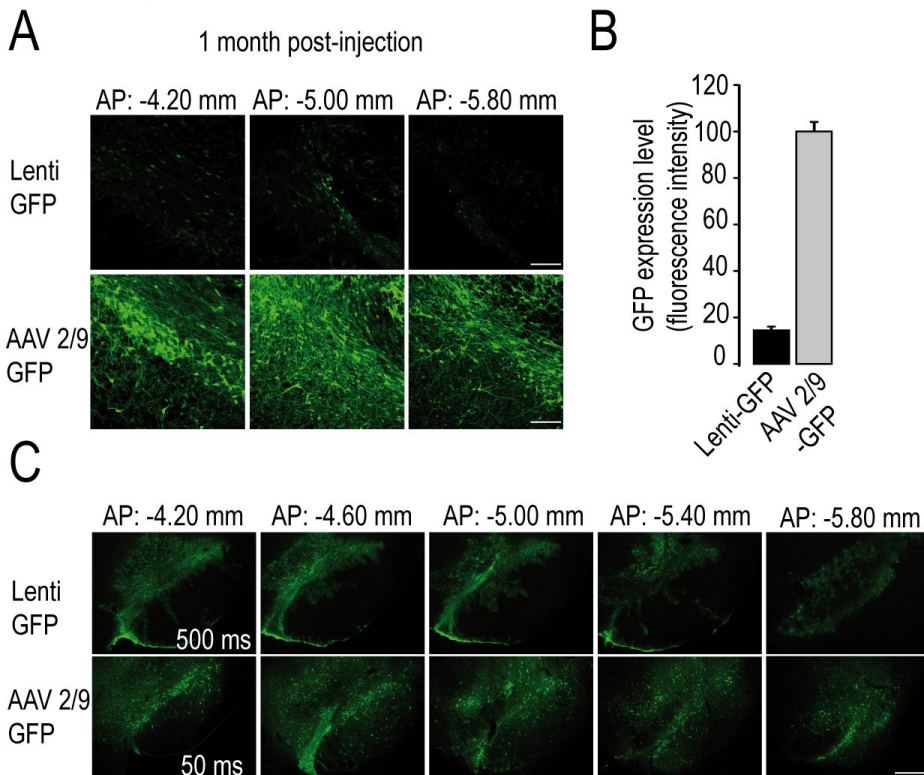 A
1 month post-injection
AP: -4.20 mm AP: -5.00 mm AP: -5.80 mm
Lenti
GFP
AAV 2/9
GFP
B
GFP expression level
(fluorescence intensity)
120
100
80
60
40
20
0
Lenti-GFP
AAV 2/9
-GFP
C
AP: -4.20 mm AP: -4.60 mm AP: -5.00 mm AP: -5.40 mm AP: -5.80 mm
Lenti
GFP
500 ms
AAV 2/9
GFP
50 ms